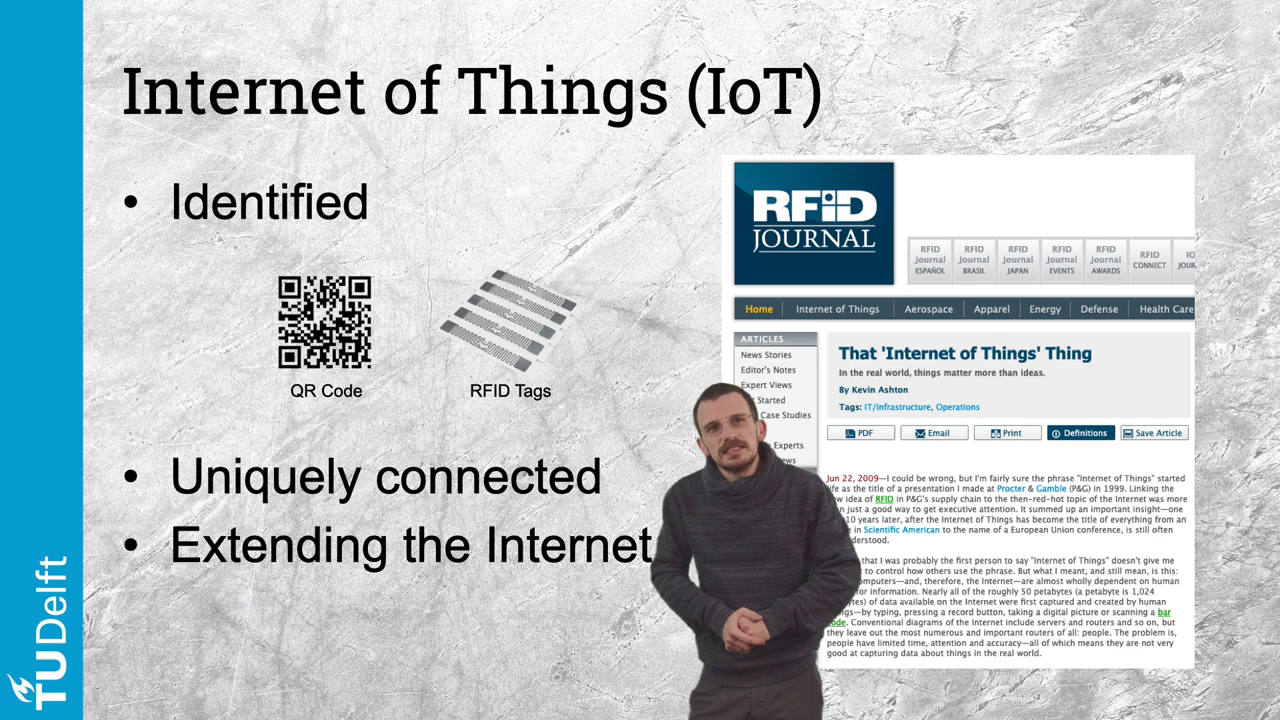 Internet of Things (IoT)
• Identified
QR Code
RFID Tags
• Uniquely connected
• Extending the Internet
TUDelft
RFID
JOURNAL
RFID Journal ESPAÑOL
RFID Journal BRASIL
RFID Journal JAPAN
RFID Journal EVENTS
RFID Journal AWARDS
RFID CONNECT
Home Internet of Things Aerospace Apparel Energy Defense Health Care
ARTICLES
News Stories
Editor's Notes
Expert Views
Started
Case Studies
Experts
That 'Internet of Things' Thing
In the real world, things matter more than ideas.
By Kevin Ashton
Tags: IT/Infrastructure, Operations
PDF Email Print Definitions Save Article
Jun 22, 2009—I could be wrong, but I'm fairly sure the phrase "Internet of Things" started
life as the title of a presentation I made at Procter & Gamble (P&G) in 1999. Linking the
idea of RFID in P&G's supply chain to the then-red-hot topic of the Internet was more
just a good way to get executive attention. It summed up an important insight—one
10 years later, after the Internet of Things has become the title of everything from an
in Scientific American to the name of a European Union conference, is still often
that I was probably the first person to say "Internet of Things" doesn't give me
to control how others use the phrase. But what I meant, and still mean, is this:
and, therefore, the Internet—are almost wholly dependent on human
for information. Nearly all of the roughly 50 petabytes (a petabyte is 1,024
of data available on the Internet were first captured and created by human
by typing, pressing a record button, taking a digital picture or scanning a bar
Conventional diagrams of the Internet include servers and routers and so on, but
they leave out the most numerous and important routers of all: people. The problem is,
people have limited time, attention and accuracy—all of which means they are not very
good at capturing data about things in the real world.